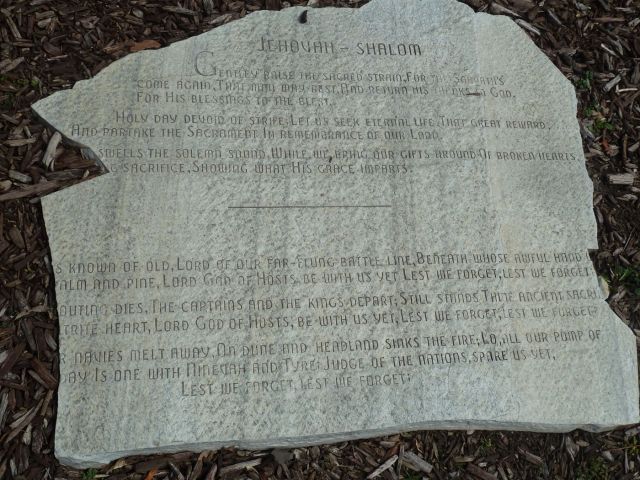 Jehovah - Shalom
Gently raise the sacred strain, For the Sabbath's
come again, That man may rest, And return his thanks to God,
For His blessings to the blest.
Holy day devoid of strife; Let us seek eternal life, That great reward,
And partake the Sacrament, In remembrance of our Lord.
swells the solemn sound, While we bring our gifts around Of broken hearts,
g sacrifice, Showing what His grace imparts.
s known of old, Lord of our far-flung battle line, Beneath whose awful hand
alm and pine, Lord God of Hosts, be with us yet, Lest we forget, lest we forget
outing dies, The captains and the kings depart; Still stands Thine ancient sacri
trite heart, Lord God of Hosts, be with us yet, Lest we forget, lest we forget
r navies melt away, On dune and headland sinks the fire; Lo, all our pomp of
day Is one with Ninevah and Tyre; Judge of the nations, spare us yet,
Lest we forget, lest we forget;